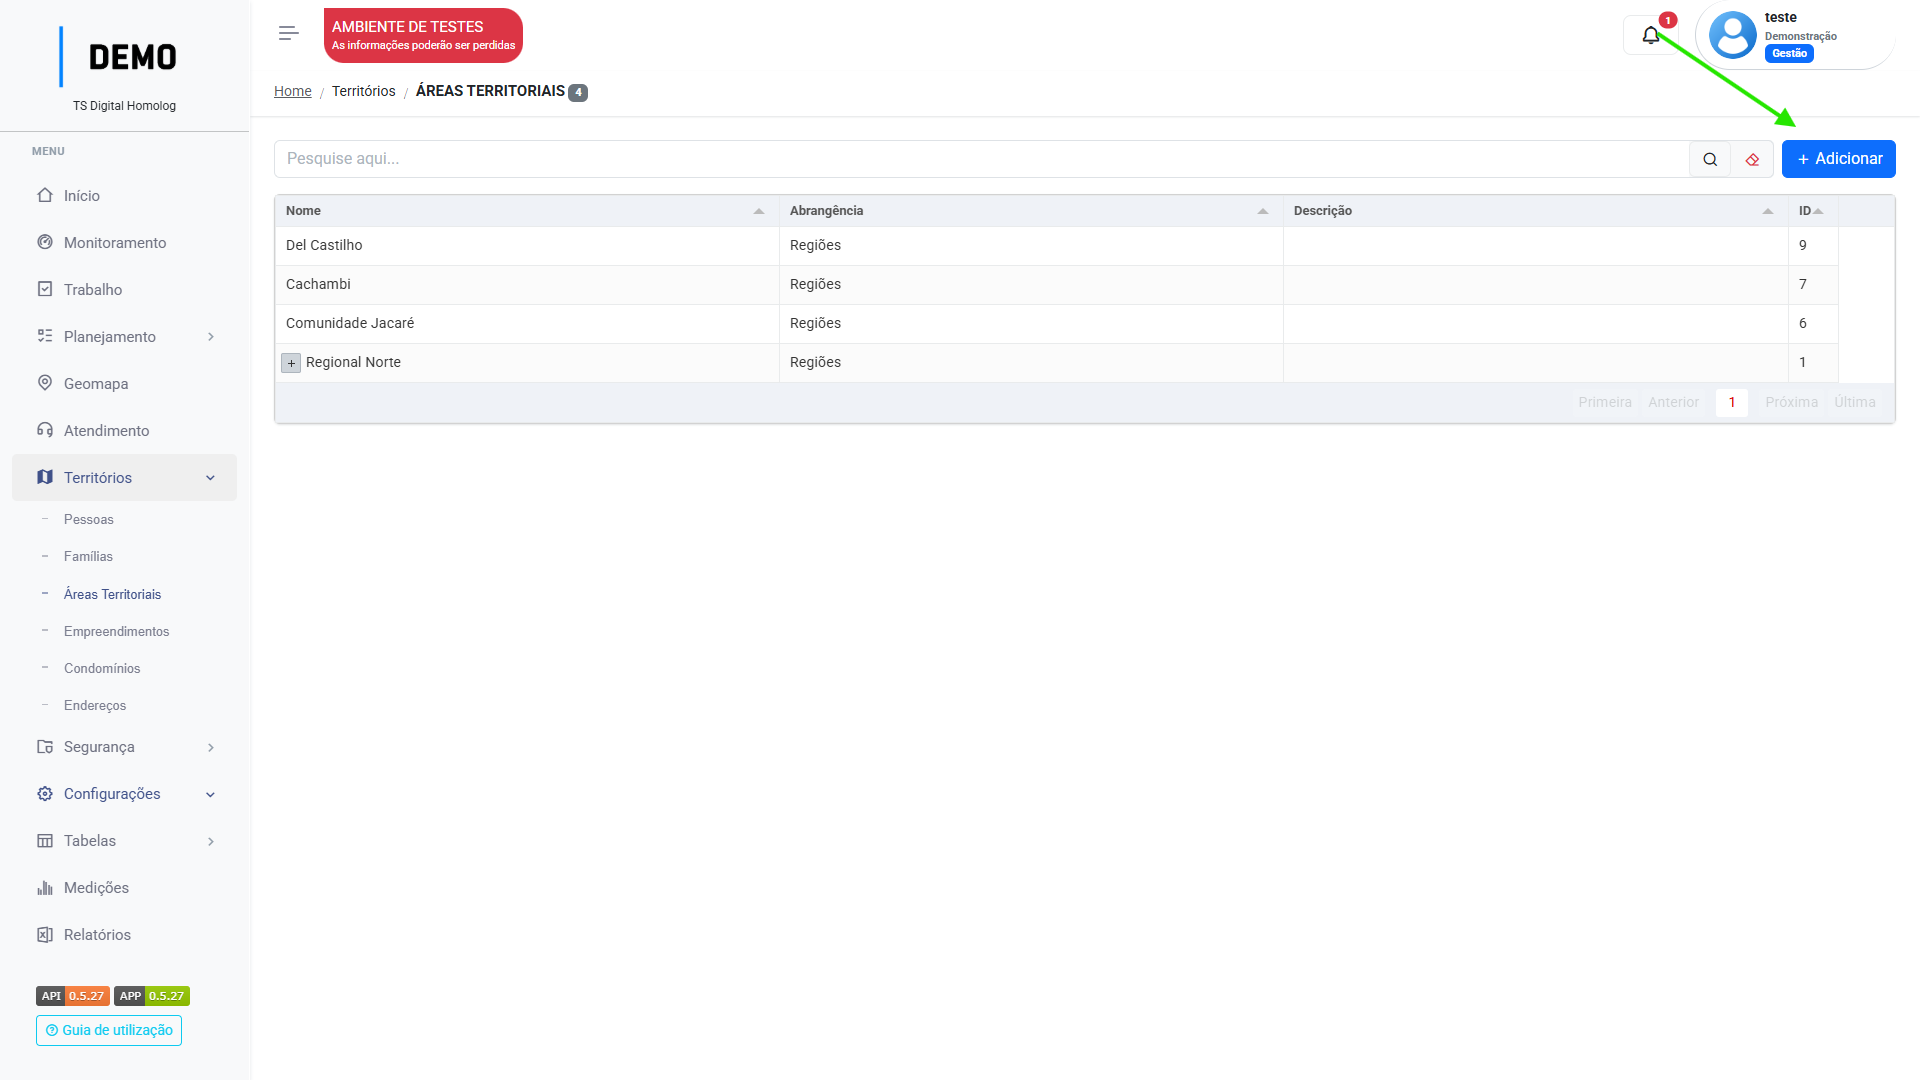 DEMO
TS Digital Homolog
MENU
Início
Monitoramento
Trabalho
Planejamento
Geomapa
Atendimento
Territórios
Pessoas
Famílias
Áreas Territoriais
Empreendimentos
Condomínios
Endereços
Segurança
Configurações
Tabelas
Medições
Relatórios
API 0.5.27 APP 0.5.27
Guia de utilização
AMBIENTE DE TESTES
As informações poderão ser perdidas
1
teste
Demonstração
Gestão
Home / Territórios / ÁREAS TERRITORIAIS 4
Pesquise aqui...
+ Adicionar
Nome Abrangência Descrição ID
Del Castilho Regiões 9
Cachambi Regiões 7
Comunidade Jacaré Regiões 6
+ Regional Norte Regiões 1
Primeira Anterior 1 Próxima Última